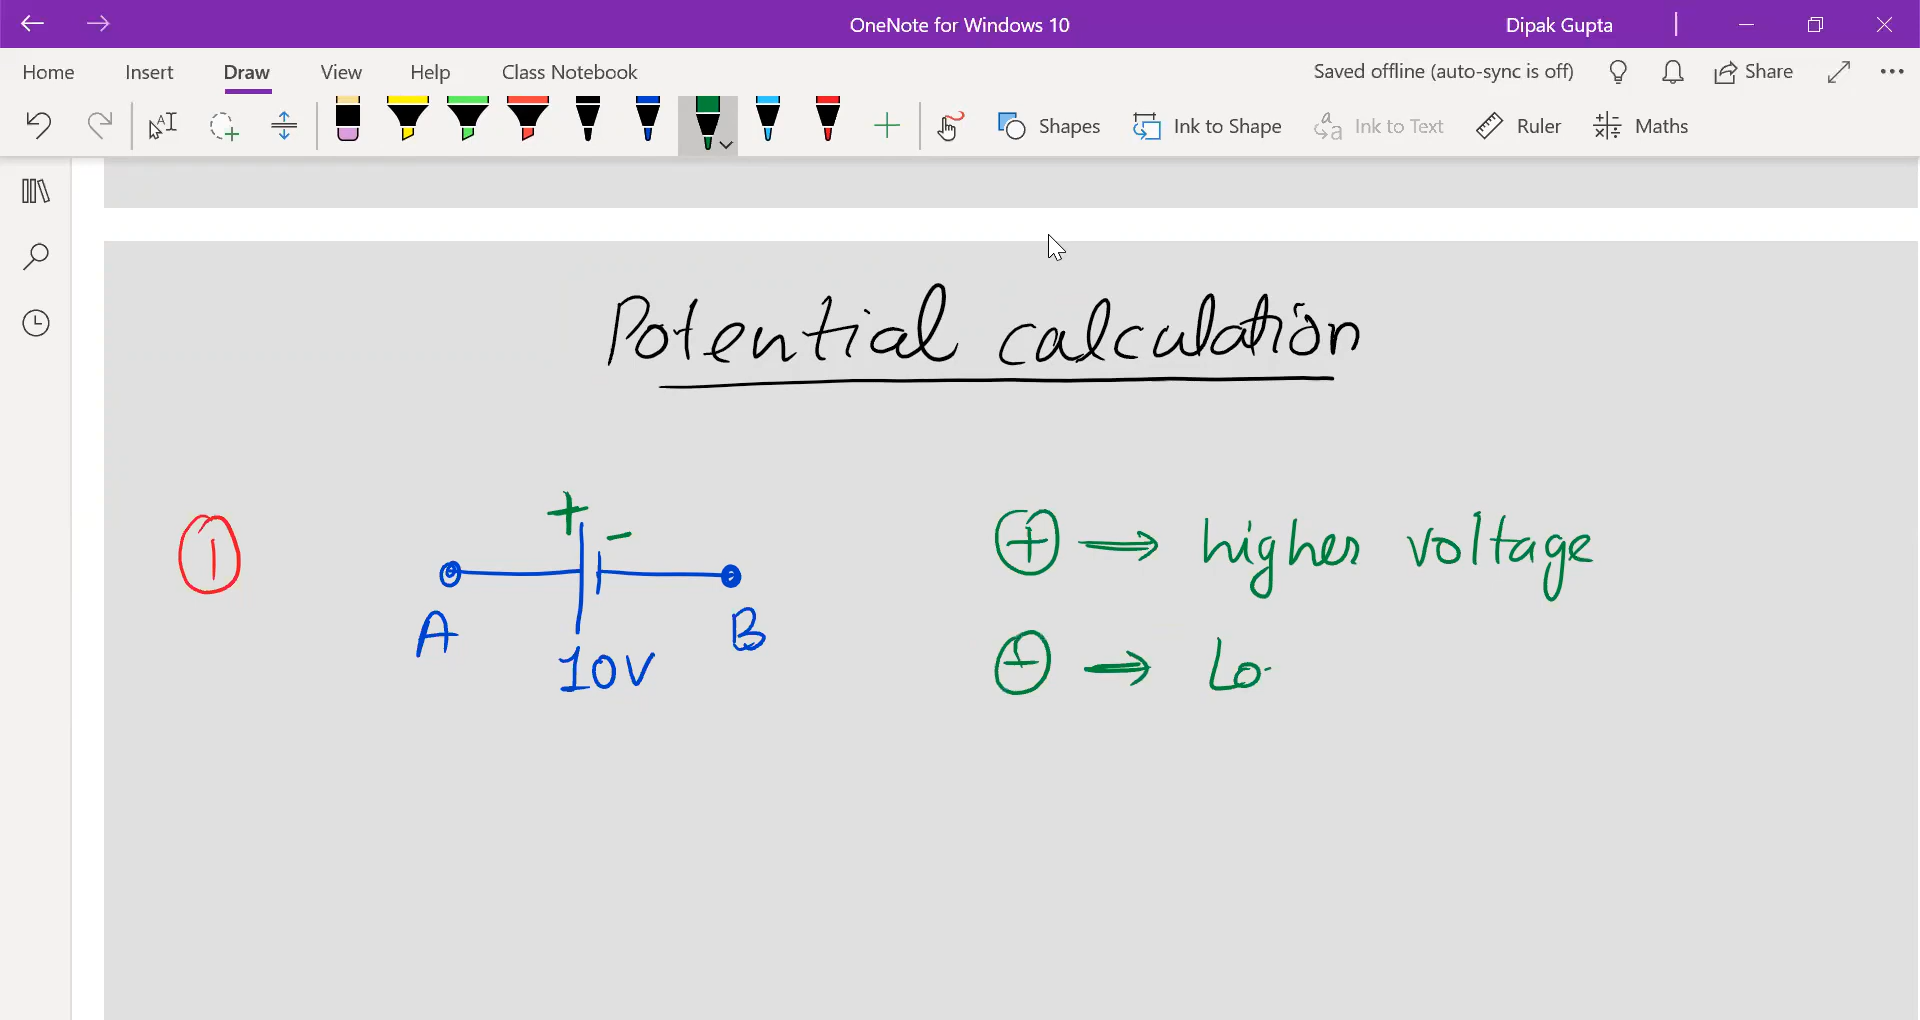 OneNote for Windows 10
Dipak Gupta
Home Insert Draw View Help Class Notebook
Saved offline (auto-sync is off) Share
Shapes Ink to Shape Ink to Text Ruler Maths
Potential calculation
1
+ -
A B
10V
+ ⟹ higher voltage
- ⟹ Lo